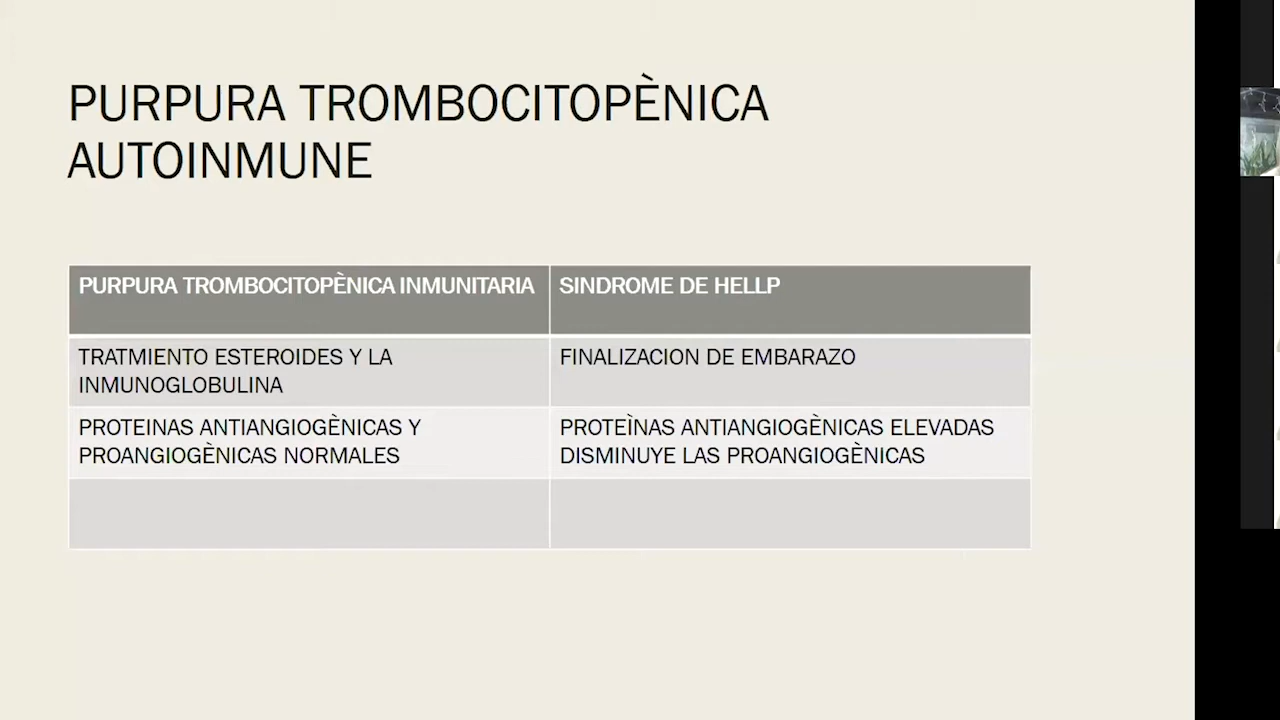 PURPURA TROMBOCITOPÈNICA
AUTOINMUNE
PURPURA TROMBOCITOPÈNICA INMUNITARIA
SINDROME DE HELLP
TRATMIENTO ESTEROIDES Y LA
INMUNOGLOBULINA
FINALIZACION DE EMBARAZO
PROTEINAS ANTIANGIOGÈNICAS Y
PROANGIOGÈNICAS NORMALES
PROTEÌNAS ANTIANGIOGÈNICAS ELEVADAS
DISMINUYE LAS PROANGIOGÈNICAS